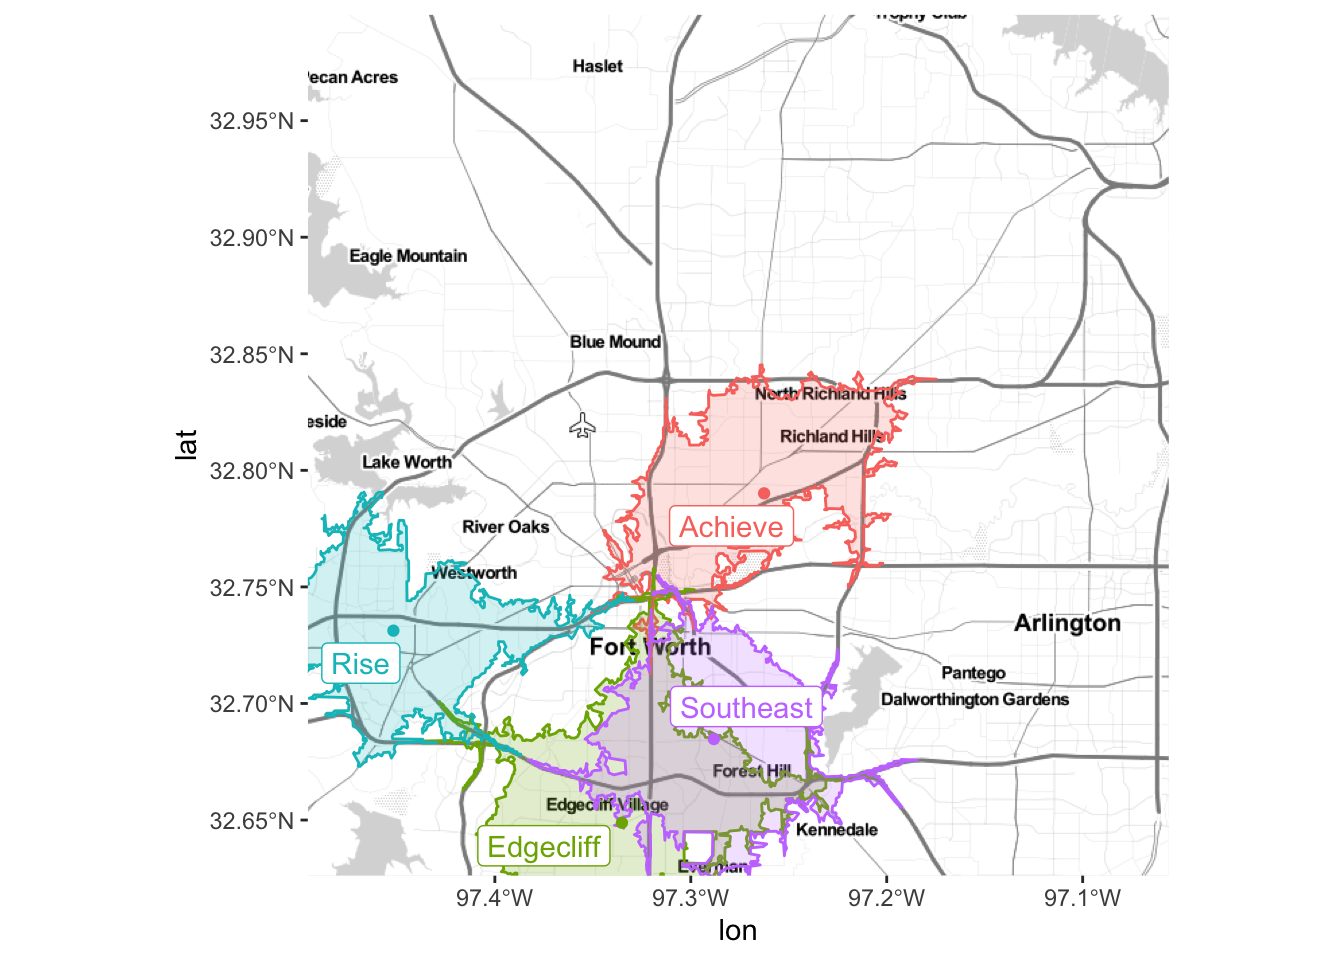 Trophy Club
Haslet
Pecan Acres
32.95°N
32.90°N
Eagle Mountain
32.85°N
Blue Mound
North Richland Hills
eside
Richland Hills
32.80°N
Lake Worth
River Oaks
Achieve
32.75°N
Westworth
Arlington
Fort Worth
Rise
Pantego
32.70°N
Dalworthington Gardens
Southeast
Forest Hill
Edgecliff Village
32.65°N
Kennedale
Edgecliff
Everman
97.4°W
97.3°W
97.2°W
97.1°W
lon
lat